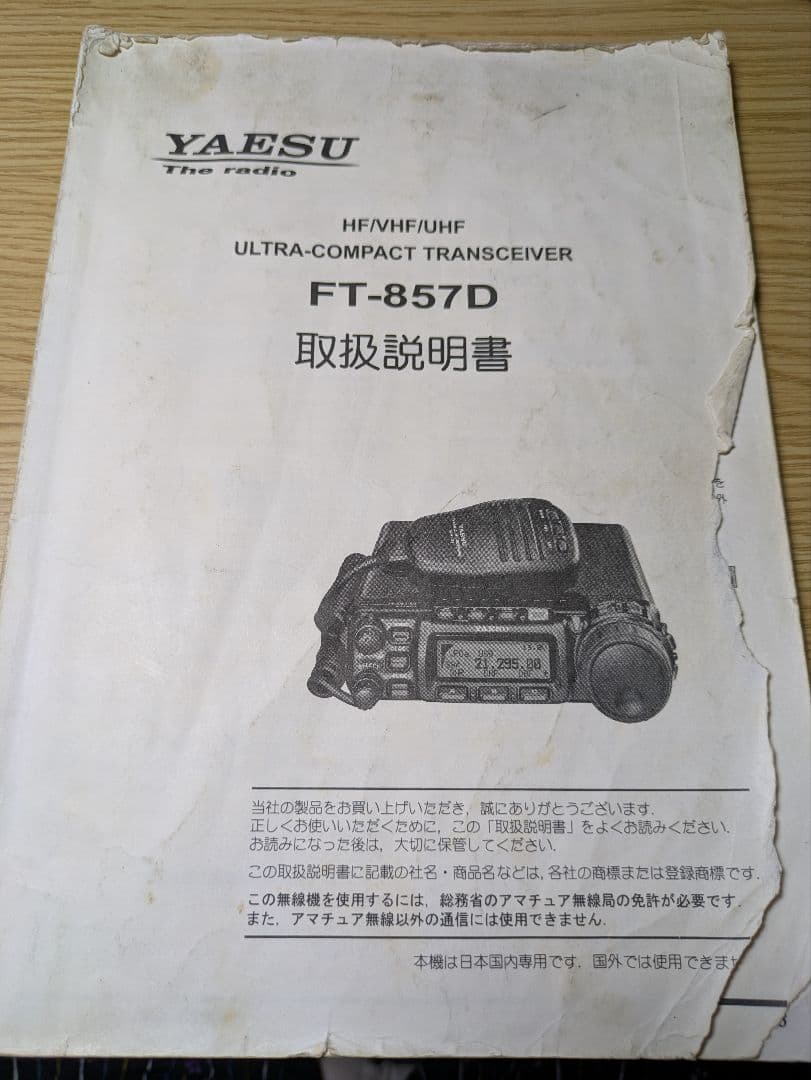 YAESU
The radio
HF/VHF/UHF
ULTRA-COMPACT TRANSCEIVER
FT-857D
取扱説明書
21,295.00
当社の製品をお買い上げいただき, 誠にありがとうございます.
正しくお使いいただくために, この「取扱説明書」をよくお読みください.
お読みになった後は, 大切に保管してください.
この取扱説明書に記載の社名・商品名などは, 各社の商標または登録商標です.
この無線機を使用するには, 総務省のアマチュア無線局の免許が必要です.
また, アマチュア無線以外の通信には使用できません.
本機は日本国内専用です. 国外では使用できませ